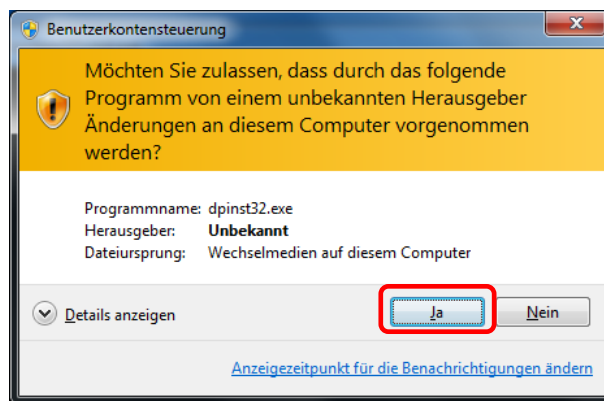 Benutzerkontensteuerung
Möchten Sie zulassen, dass durch das folgende
Programm von einem unbekannten Herausgeber
Änderungen an diesem Computer vorgenommen
werden?
Programmname: dpinst32.exe
Herausgeber: Unbekannt
Dateiursprung: Wechselmedien auf diesem Computer
Details anzeigen
Ja
Nein
Anzeigezeitpunkt für die Benachrichtigungen ändern